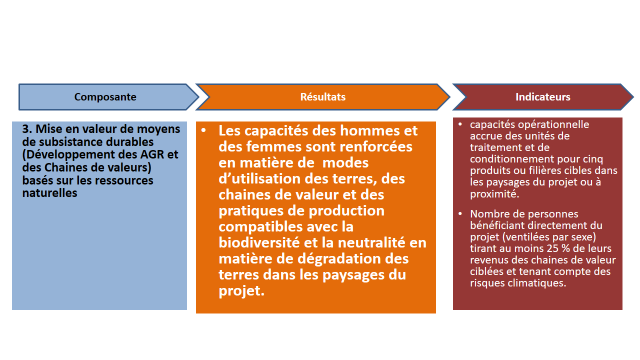 Composante
Résultats
Indicateurs
3. Mise en valeur de moyens
de subsistance durables
(Développement des AGR et
des Chaines de valeurs)
basés sur les ressources
naturelles
• Les capacités des hommes et
des femmes sont renforcées
en matière de modes
d’utilisation des terres, des
chaines de valeur et des
pratiques de production
compatibles avec la
biodiversité et la neutralité en
matière de dégradation des
terres dans les paysages du
projet.
• capacités opérationnelle
accrue des unités de
traitement et de
conditionnement pour cinq
produits ou filières cibles dans
les paysages du projet ou à
proximité.
• Nombre de personnes
bénéficiant directement du
projet (ventilées par sexe)
tirant au moins 25 % de leurs
revenus des chaines de valeur
ciblées et tenant compte des
risques climatiques.